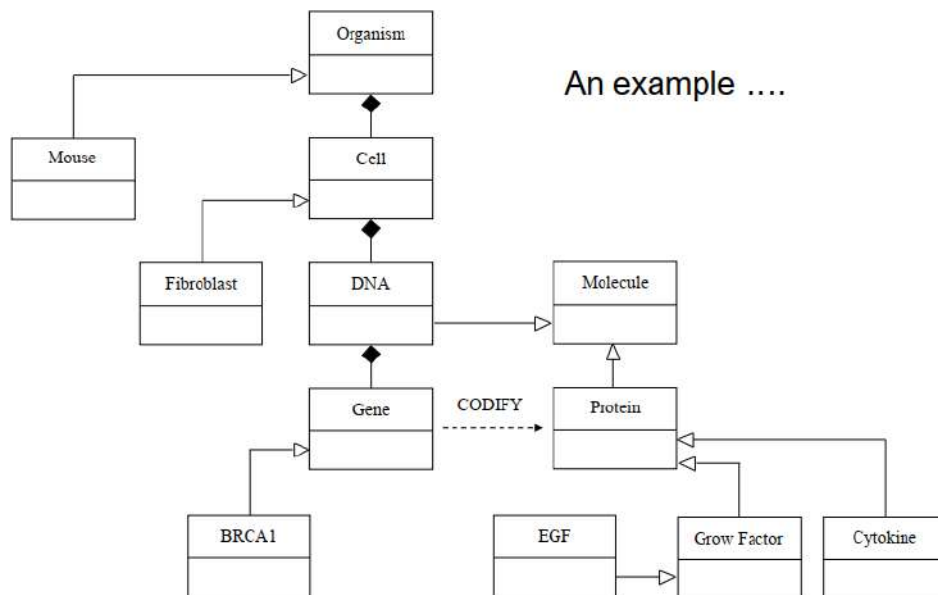 Organism
An example ....
Mouse
Cell
Fibroblast
DNA
Molecule
Gene
CODIFY
Protein
BRCA1
EGF
Grow Factor
Cytokine